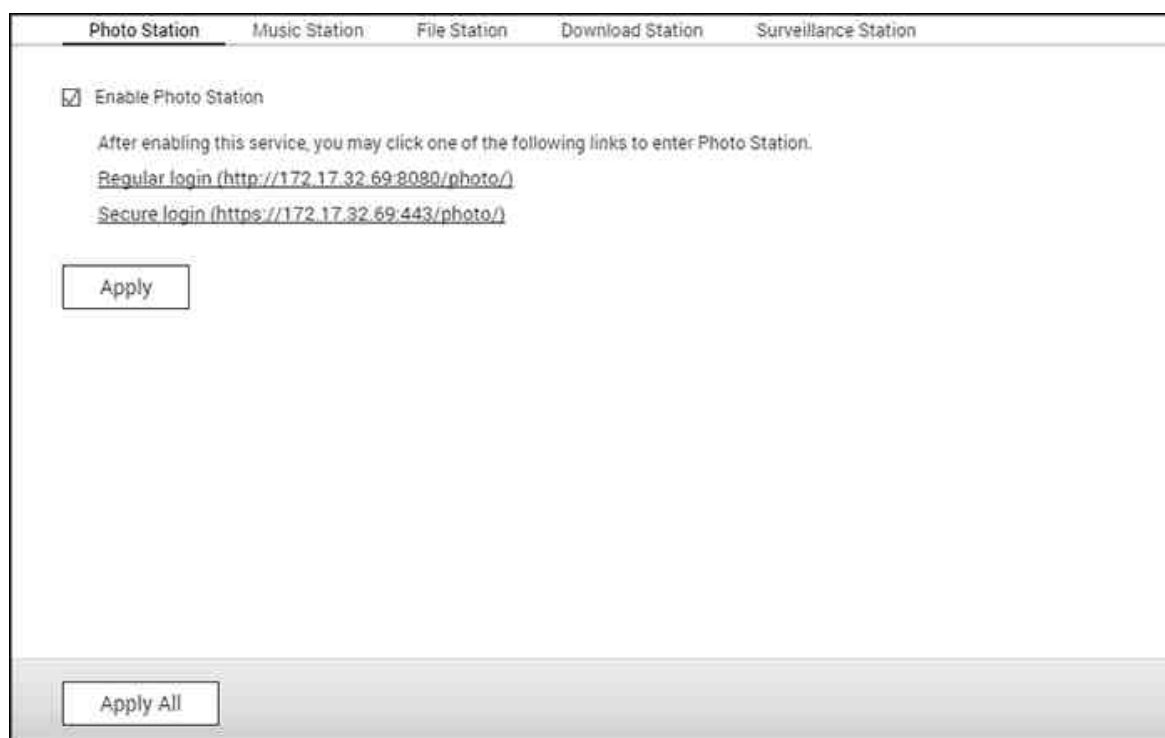 Photo Station Music Station File Station Download Station Surveillance Station
Enable Photo Station
After enabling this service, you may click one of the following links to enter Photo Station.
Regular login (http://172.17.32.69:8080/photo/)
Secure login (https://172.17.32.69:443/photo/)
Apply
Apply All